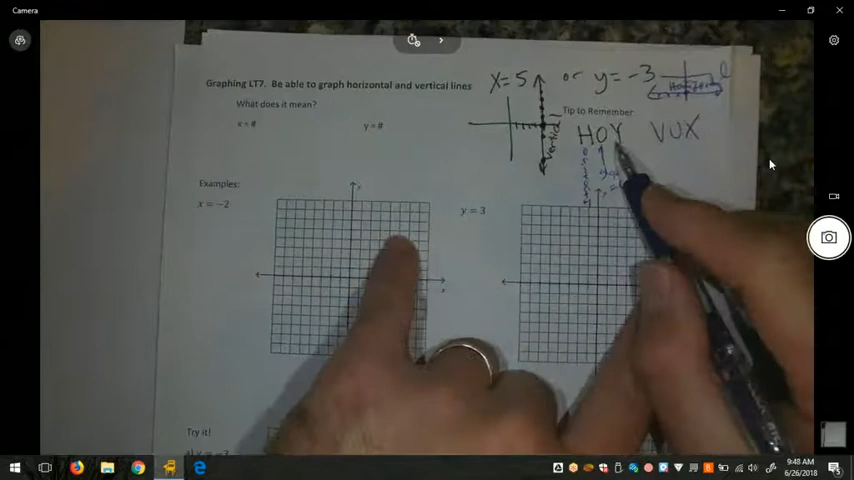 Camera
x=5 or y=-3
Graphing LT7. Be able to graph horizontal and vertical lines
What does it mean?
Tip to Remember
x = #
y = #
HOY VUX
vertical
Examples:
x = −2
y = 3
x
Try it!
9:48 AM
6/26/2018